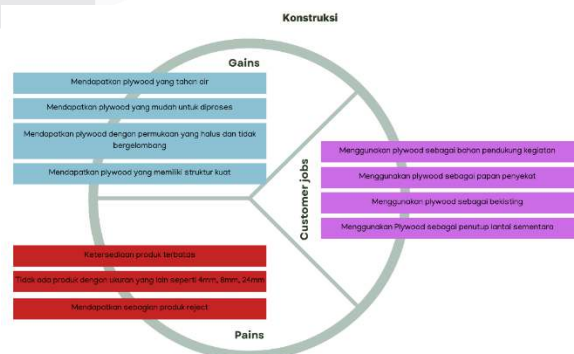 Konstruksi
Gains
Mendapatkan plywood yang tahan air
Mendapatkan plywood yang mudah untuk diproses
Mendapatkan plywood dengan permukaan yang halus dan tidak
bergelombang
Mendapatkan plywood yang memiliki struktur kuat
Customer jobs
Menggunakan plywood sebagai bahan pendukung kegiatan
Menggunakan plywood sebagai papan penyekat
Menggunakan plywood sebagai bekisting
Menggunakan Plywood sebagai penutup lantai sementara
Ketersediaan produk terbatas
Tidak ada produk dengan ukuran yang lain seperti 4mm, 8mm, 24mm
Mendapatkan sebagian produk reject
Pains